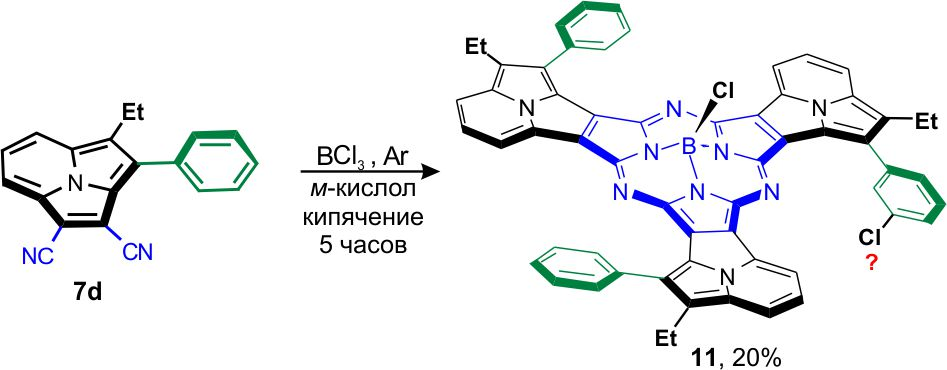 Et
N
NC
CN
7d
BCl3, Ar
м-кислол
кипячение
5 часов
Et
N
N
Cl
B
N
N
N
N
N
N
Et
Cl
?
N
Et
11, 20%